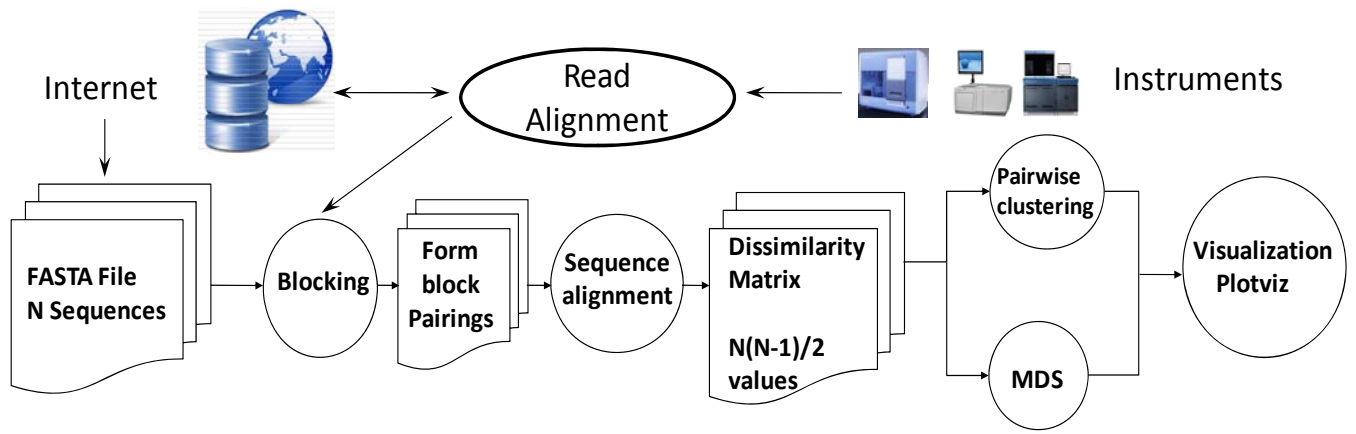 Internet
Read
Alignment
Instruments
FASTA File
N Sequences
Blocking
Form
block
Pairings
Sequence
alignment
Dissimilarity
Matrix
N(N-1)/2
values
Pairwise
clustering
MDS
Visualization
Plotviz